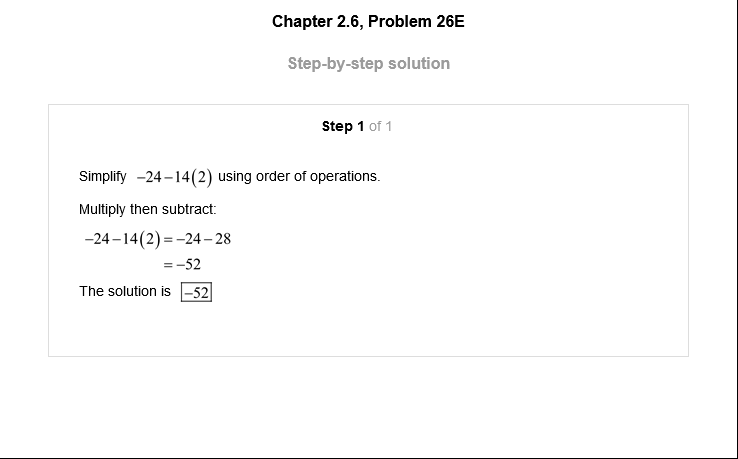 Chapter 2.6, Problem 26E
Step-by-step solution
Step 1 of 1
Simplify −24−14(2) using order of operations.
Multiply then subtract:
−24−14(2)=−24−28
=−52
The solution is −52